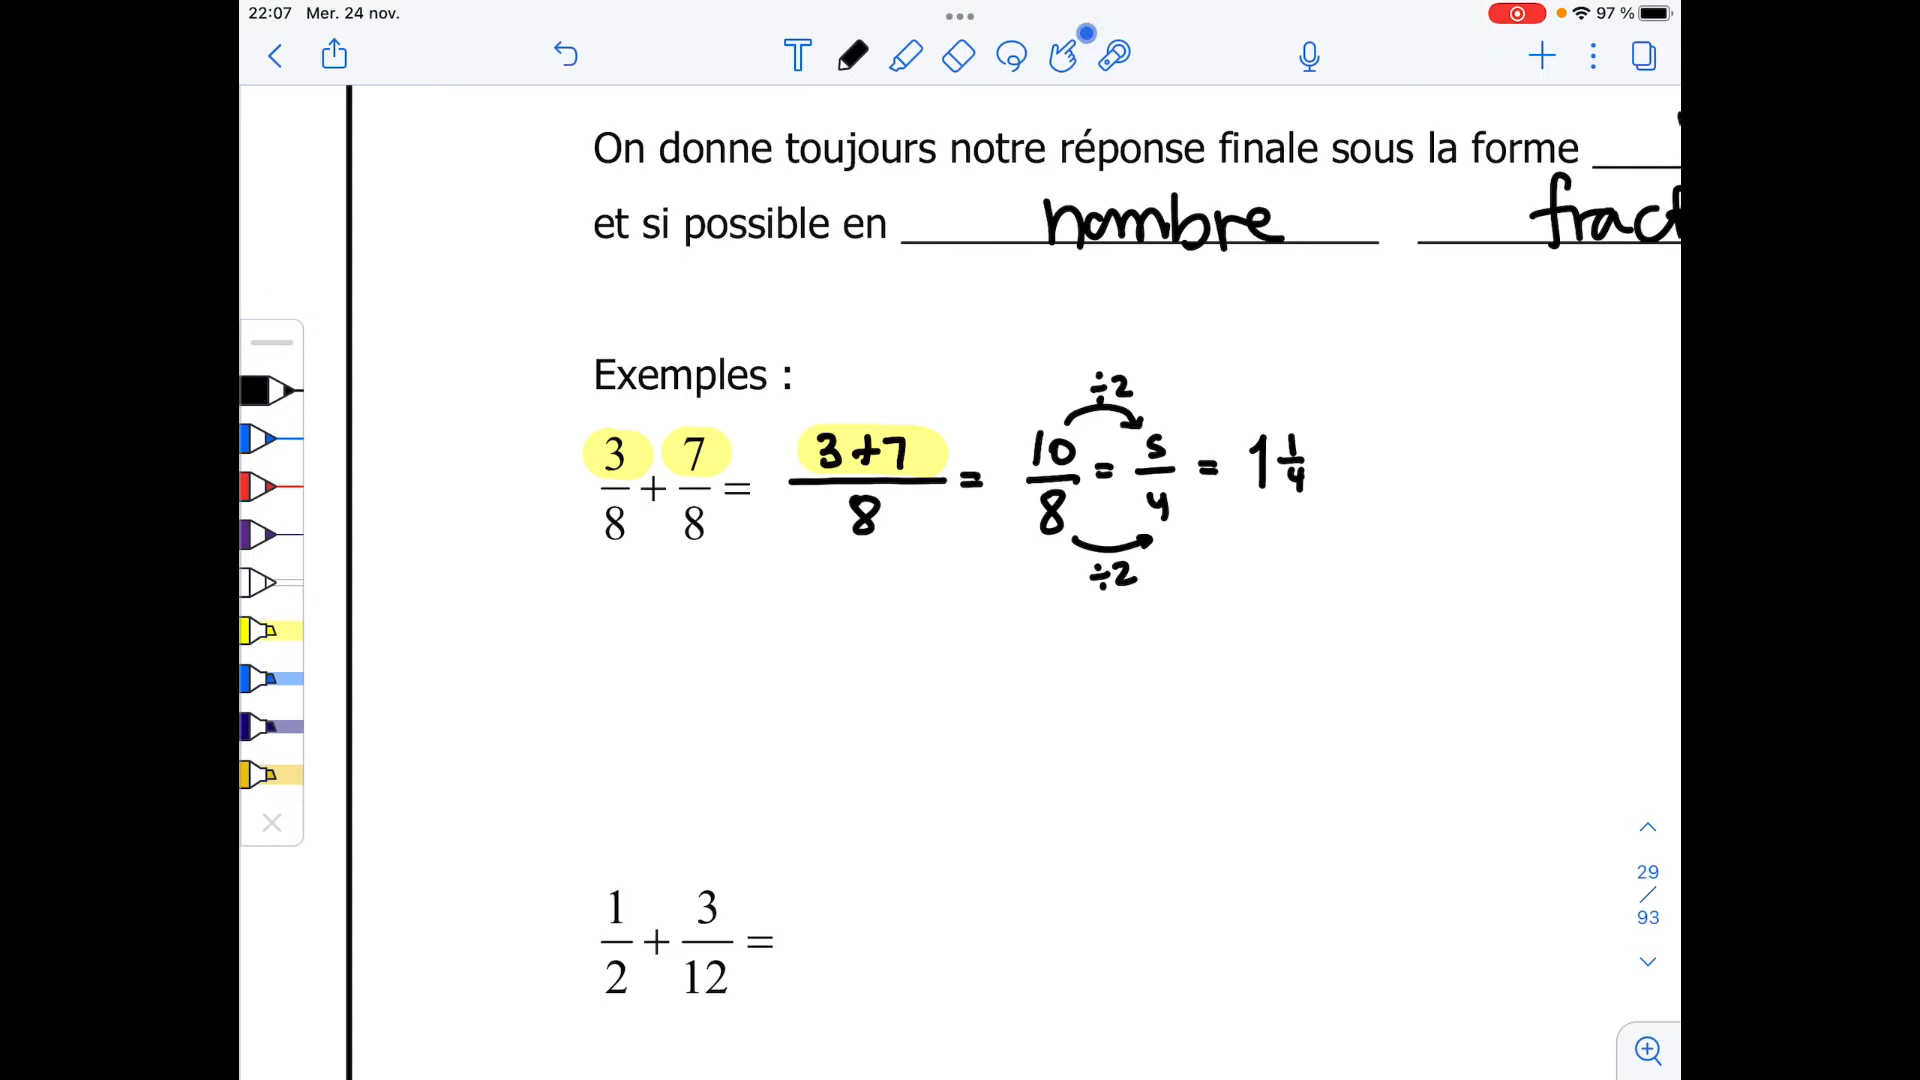 22:07 Mer. 24 nov.
97 %
On donne toujours notre réponse finale sous la forme
et si possible en nombre fract
Exemples :
÷2
3/8 + 7/8 = 3+7/8 = 10/8 = 5/4 = 1 1/4
÷2
29
/
93
1/2 + 3/12 =